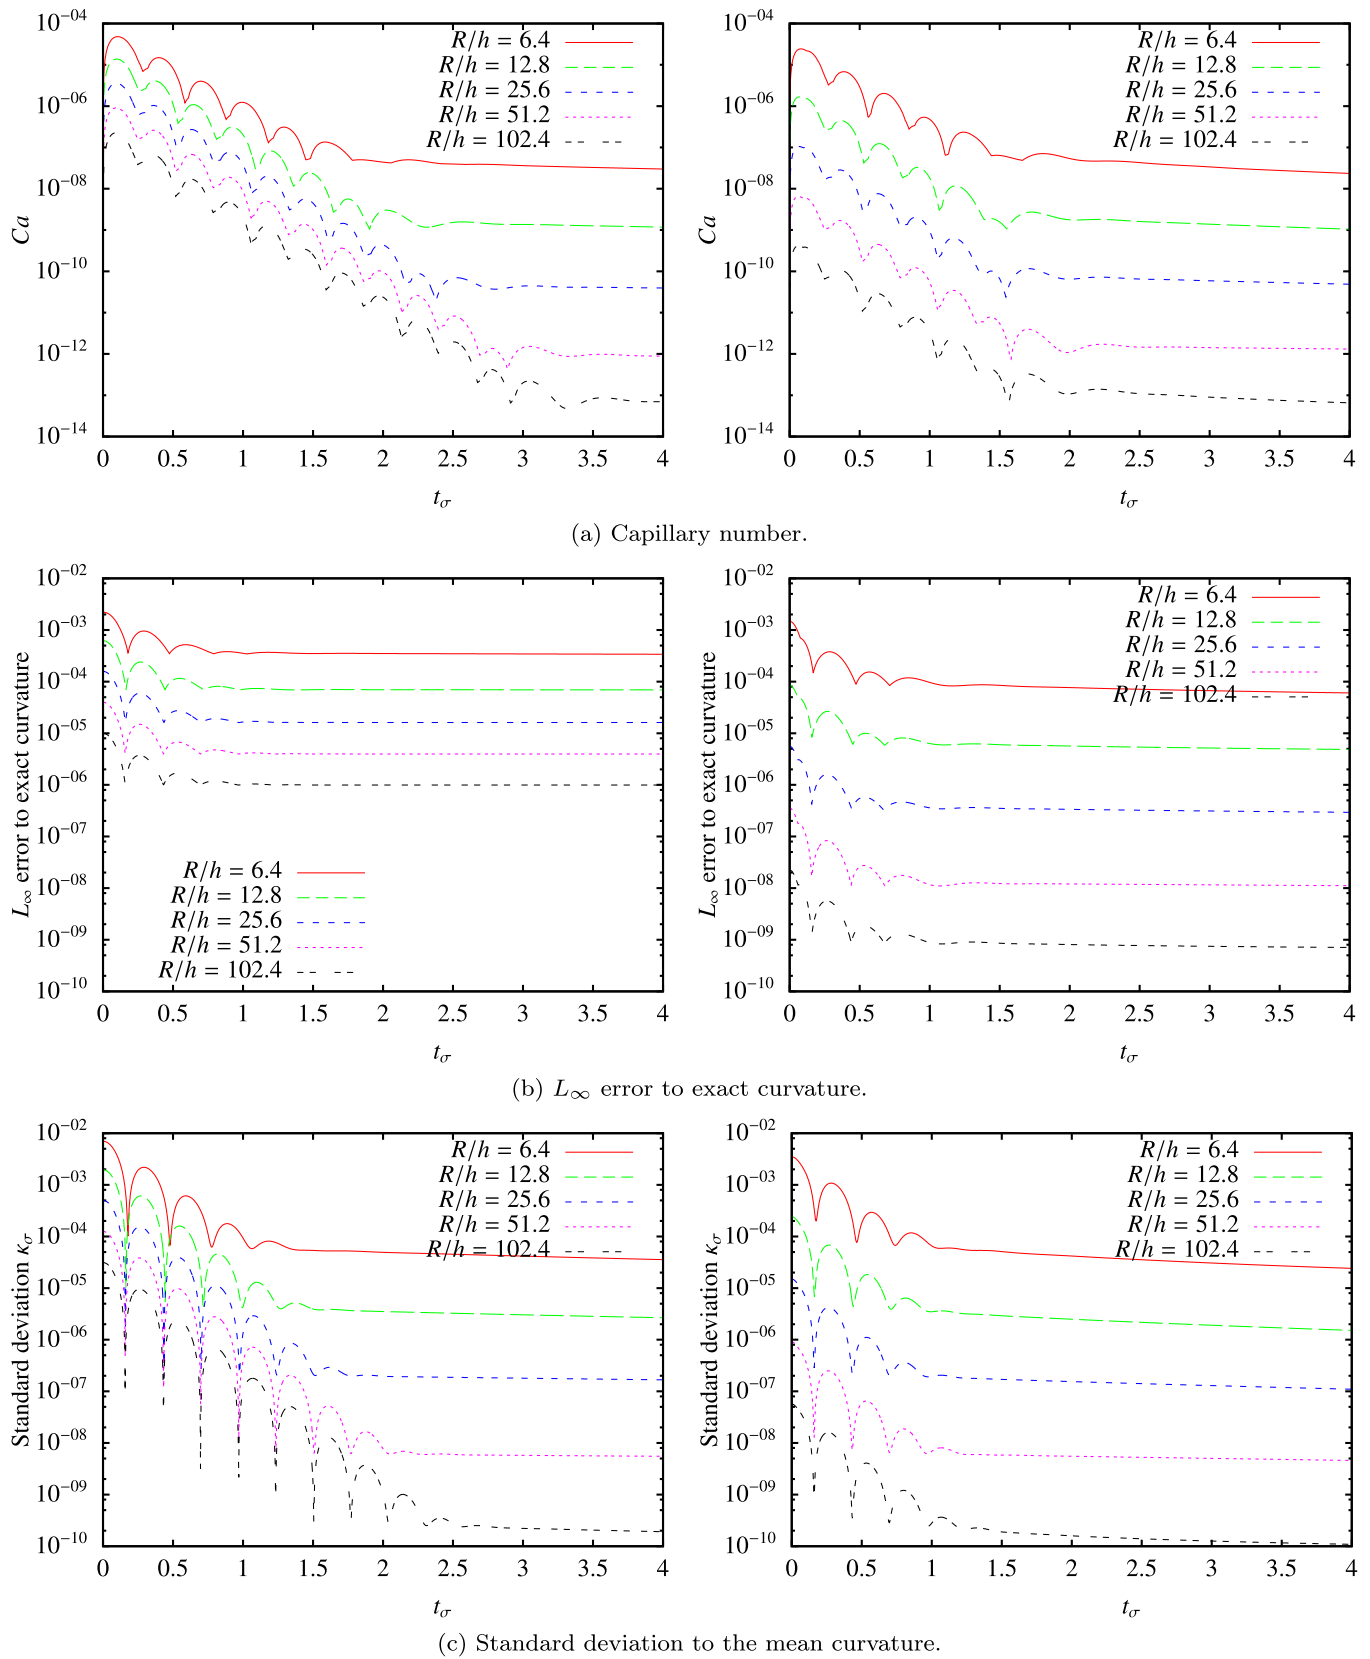 10⁻⁰⁴
10⁻⁰⁶
10⁻⁰⁸
10⁻¹⁰
10⁻¹²
10⁻¹⁴
Ca
R/h = 6.4
R/h = 12.8
R/h = 25.6
R/h = 51.2
R/h = 102.4
0 0.5 1 1.5 2 2.5 3 3.5 4
tσ
10⁻⁰⁴
10⁻⁰⁶
10⁻⁰⁸
10⁻¹⁰
10⁻¹²
10⁻¹⁴
Ca
R/h = 6.4
R/h = 12.8
R/h = 25.6
R/h = 51.2
R/h = 102.4
0 0.5 1 1.5 2 2.5 3 3.5 4
tσ
(a) Capillary number.
10⁻⁰²
10⁻⁰³
10⁻⁰⁴
10⁻⁰⁵
10⁻⁰⁶
10⁻⁰⁷
10⁻⁰⁸
10⁻⁰⁹
10⁻¹⁰
L∞ error to exact curvature
R/h = 6.4
R/h = 12.8
R/h = 25.6
R/h = 51.2
R/h = 102.4
0 0.5 1 1.5 2 2.5 3 3.5 4
tσ
10⁻⁰²
10⁻⁰³
10⁻⁰⁴
10⁻⁰⁵
10⁻⁰⁶
10⁻⁰⁷
10⁻⁰⁸
10⁻⁰⁹
10⁻¹⁰
L∞ error to exact curvature
R/h = 6.4
R/h = 12.8
R/h = 25.6
R/h = 51.2
R/h = 102.4
0 0.5 1 1.5 2 2.5 3 3.5 4
tσ
(b) L∞ error to exact curvature.
10⁻⁰²
10⁻⁰³
10⁻⁰⁴
10⁻⁰⁵
10⁻⁰⁶
10⁻⁰⁷
10⁻⁰⁸
10⁻⁰⁹
10⁻¹⁰
Standard deviation κσ
R/h = 6.4
R/h = 12.8
R/h = 25.6
R/h = 51.2
R/h = 102.4
0 0.5 1 1.5 2 2.5 3 3.5 4
tσ
10⁻⁰²
10⁻⁰³
10⁻⁰⁴
10⁻⁰⁵
10⁻⁰⁶
10⁻⁰⁷
10⁻⁰⁸
10⁻⁰⁹
10⁻¹⁰
Standard deviation κσ
R/h = 6.4
R/h = 12.8
R/h = 25.6
R/h = 51.2
R/h = 102.4
0 0.5 1 1.5 2 2.5 3 3.5 4
tσ
(c) Standard deviation to the mean curvature.